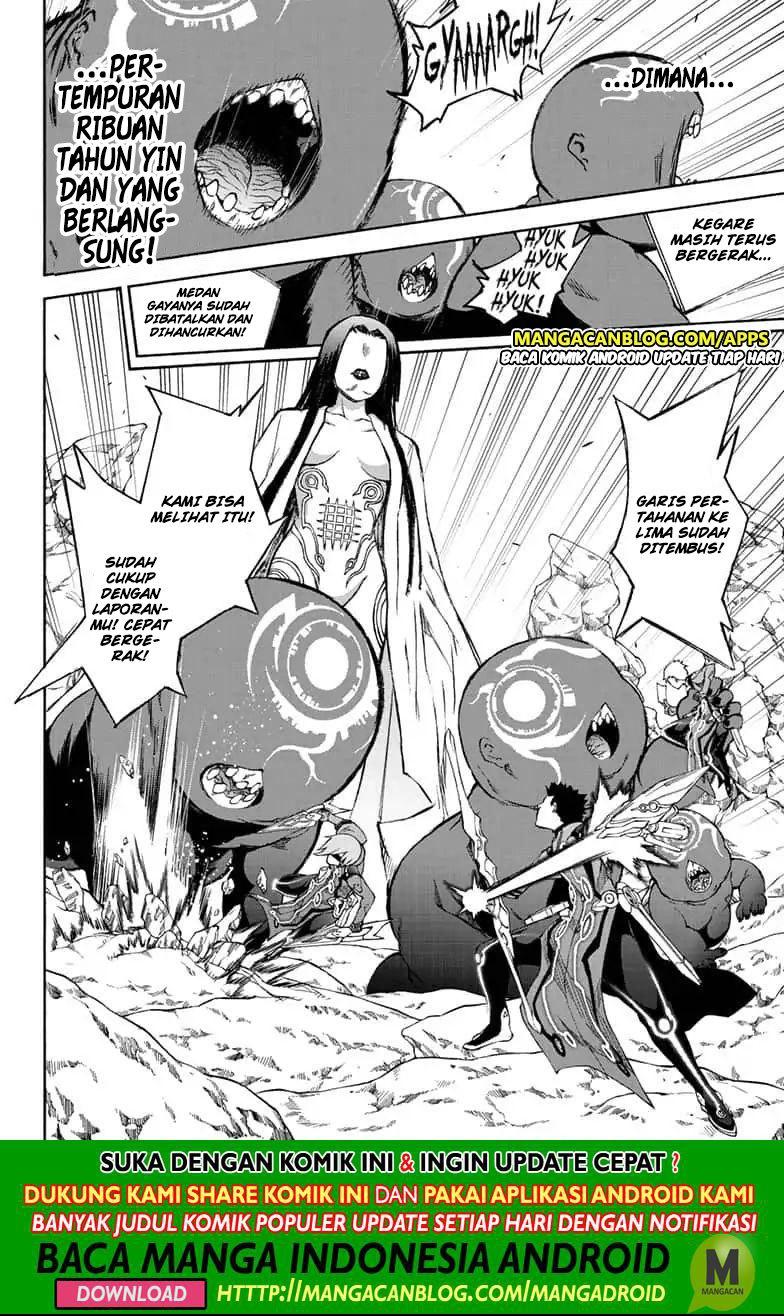 ...DIMANA...
GYAAAARGH!
...PER-
TEMPURAN
RIBUAN
TAHUN YIN
DAN YANG
BERLANG-
SUNG!
KEGARE
MASIH TERUS
BERGERAK...
HYUK
HYUK
HYUK
HYUK!
MEDAN
GAYANYA SUDAH
DIBATALKAN DAN
DIHANCURKAN!
MANGACANBLOG.COM/APPS
BACA KOMIK ANDROID UPDATE TIAP HARI
GARIS PER-
TAHANAN KE
LIMA SUDAH
DITEMBUS!
KAMI BISA
MELIHAT ITU!
SUDAH
CUKUP
DENGAN
LAPORAN-
MU! CEPAT
BERGE-
RAK!
SUKA DENGAN KOMIK INI & INGIN UPDATE CEPAT ?
DUKUNG KAMI SHARE KOMIK INI DAN PAKAI APLIKASI ANDROID KAMI
BANYAK JUDUL KOMIK POPULER UPDATE SETIAP HARI DENGAN NOTIFIKASI
BACA MANGA INDONESIA ANDROID
DOWNLOAD HTTTP://MANGACANBLOG.COM/MANGADROID
M
MANGACAN